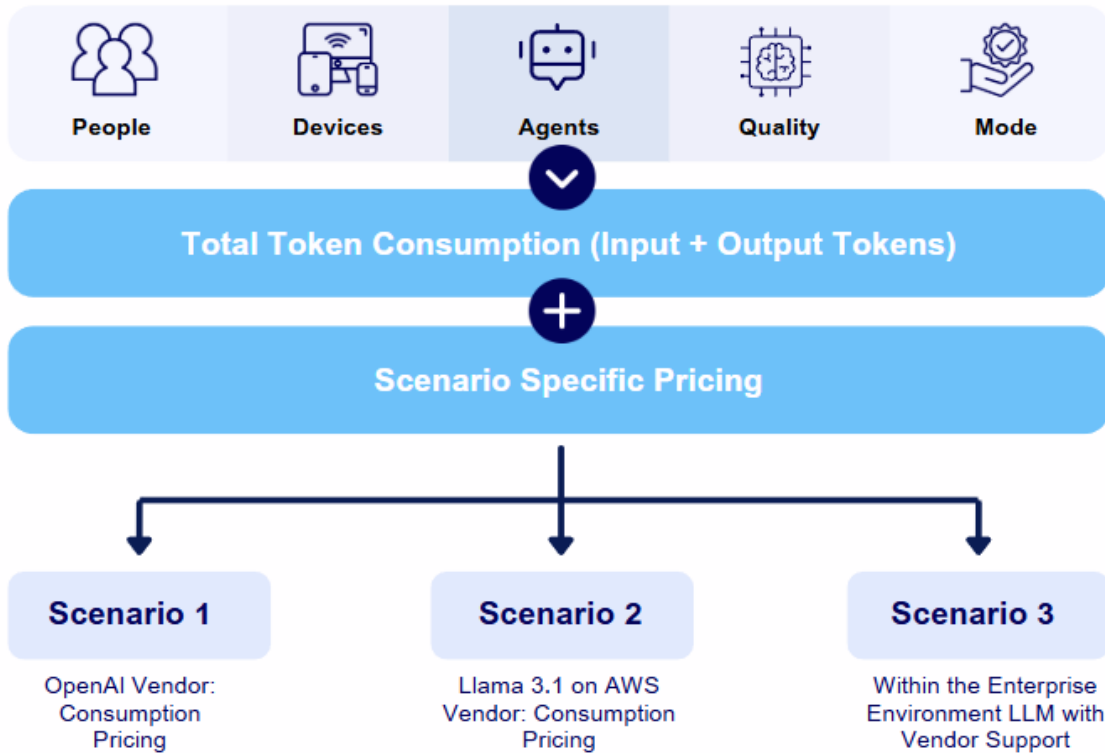 People
Devices
Agents
Quality
Mode
Total Token Consumption (Input + Output Tokens)
Scenario Specific Pricing
Scenario 1
OpenAI Vendor:
Consumption
Pricing
Scenario 2
Llama 3.1 on AWS
Vendor: Consumption
Pricing
Scenario 3
Within the Enterprise
Environment LLM with
Vendor Support